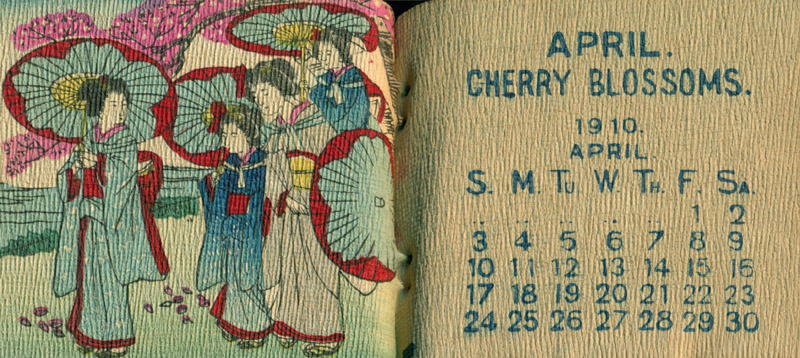 APRIL.
CHERRY BLOSSOMS.
1910.
APRIL.
S. M. TU W. TH. F. SA.
.. .. .. .. .. 1 2
3 4 5 6 7 8 9
10 11 12 13 14 15 16
17 18 19 20 21 22 23
24 25 26 27 28 29 30